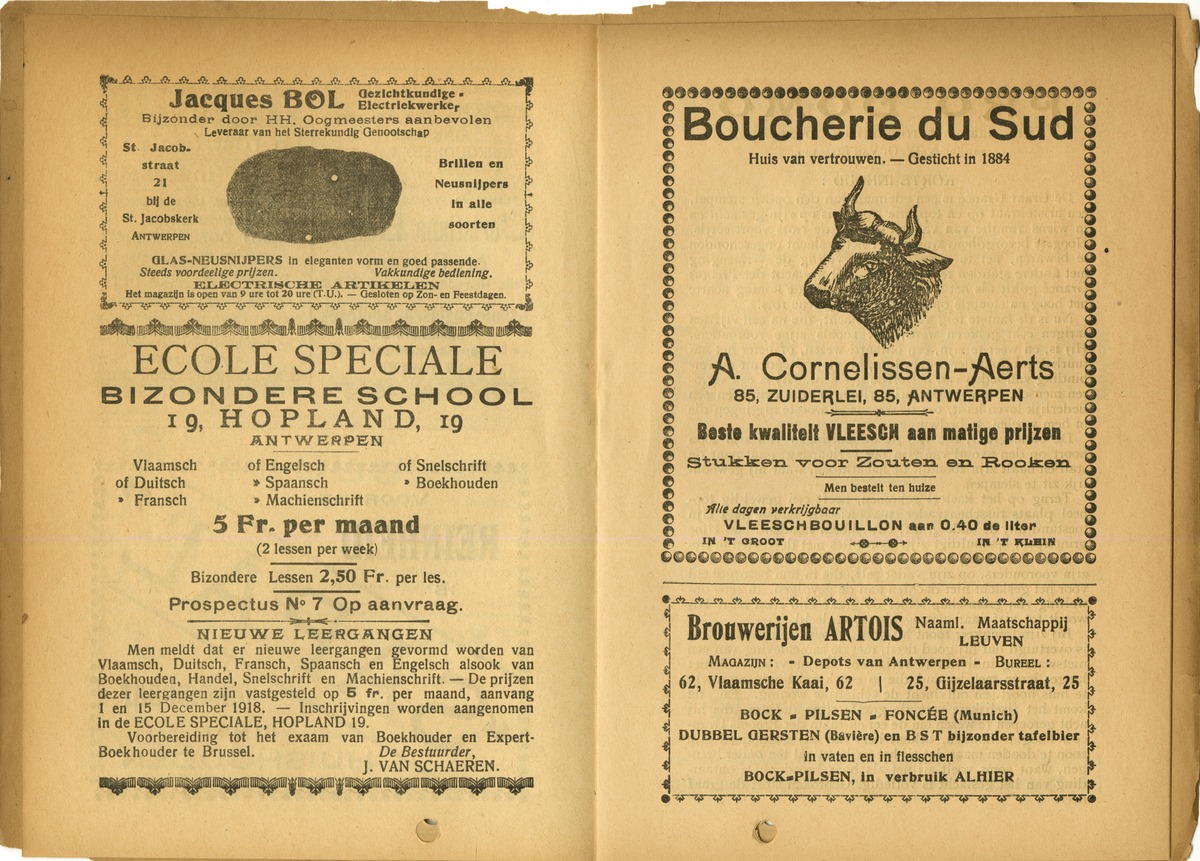 Jacques BOL Gezichtkundige - Electriekwerker
Bijzonder door HH. Oogmeesters aanbevolen
Leveraar van het Sterrekundig Genootschap
St. Jacob-
straat
21
bij de
St. Jacobskerk
ANTWERPEN
Brillen en
Neusnijpers
in alle
soorten
GLAS-NEUSNIJPERS in eleganten vorm en goed passende.
Steeds voordeelige prijzen. Vakkundige bediening.
ELECTRISCHE ARTIKELEN
Het magazijn is open van 9 ure tot 20 ure (T.U.). — Gesloten op Zon- en Feestdagen.
ECOLE SPECIALE
BIZONDERE SCHOOL
19, HOPLAND, 19
ANTWERPEN
Vlaamsch of Engelsch of Snelschrift
of Duitsch » Spaansch » Boekhouden
» Fransch » Machienschrift
5 Fr. per maand
(2 lessen per week)
Bizondere Lessen 2,50 Fr. per les.
Prospectus No 7 Op aanvraag.
NIEUWE LEERGANGEN
Men meldt dat er nieuwe leergangen gevormd worden van
Vlaamsch, Duitsch, Fransch, Spaansch en Engelsch alsook van
Boekhouden, Handel, Snelschrift en Machienschrift. — De prijzen
dezer leergangen zijn vastgesteld op 5 fr. per maand, aanvang
1 en 15 December 1918. — Inschrijvingen worden aangenomen
in de ECOLE SPECIALE, HOPLAND 19.
Voorbereiding tot het exaam van Boekhouder en Expert-
Boekhouder te Brussel. De Bestuurder,
J. VAN SCHAEREN.
Boucherie du Sud
Huis van vertrouwen. — Gesticht in 1884
A. Cornelissen-Aerts
85, ZUIDERLEI, 85, ANTWERPEN
Beste kwaliteit VLEESCH aan matige prijzen
Stukken voor Zouten en Rooken
Men bestelt ten huize
Alle dagen verkrijgbaar
VLEESCHBOUILLON aan 0.40 de liter
IN 'T GROOT IN 'T KLEIN
Brouwerijen ARTOIS Naaml. Maatschappij
LEUVEN
MAGAZIJN : - Depots van Antwerpen - BUREEL :
62, Vlaamsche Kaai, 62 | 25, Gijzelaarsstraat, 25
BOCK - PILSEN - FONCÉE (Munich)
DUBBEL GERSTEN (Bavière) en B S T bijzonder tafelbier
in vaten en in flesschen
BOCK-PILSEN, in verbruik ALHIER